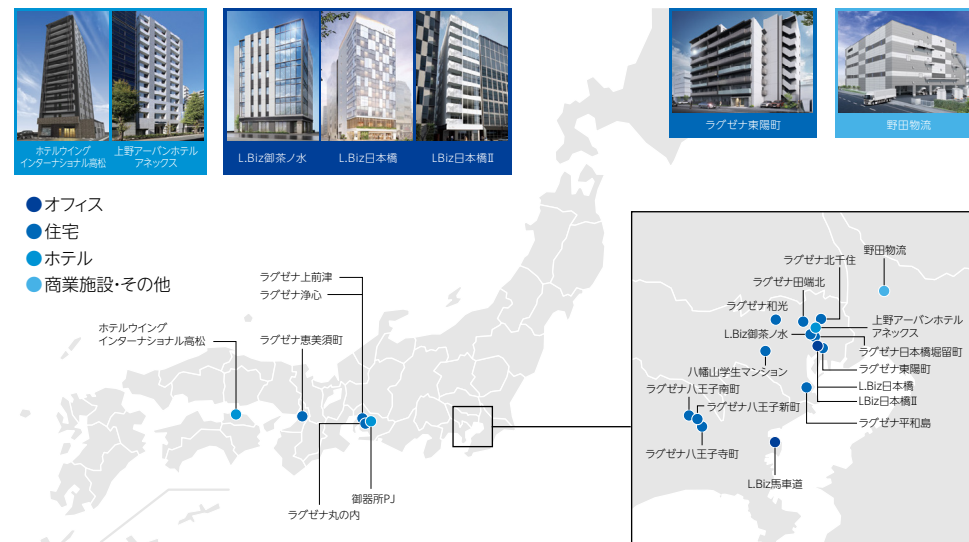 ホテルウイング
インターナショナル高松
上野アーバンホテル
アネックス
L.Biz御茶ノ水
L.Biz日本橋
LBiz日本橋Ⅱ
ラグゼナ東陽町
野田物流
オフィス
住宅
ホテル
商業施設・その他
ラグゼナ上前津
ラグゼナ浄心
ホテルウイング
インターナショナル高松
ラグゼナ恵美須町
御器所PJ
ラグゼナ丸の内
野田物流
ラグゼナ北千住
ラグゼナ田端北
ラグゼナ和光
上野アーバンホテル
アネックス
L.Biz御茶ノ水
ラグゼナ日本橋堀留町
ラグゼナ東陽町
八幡山学生マンション
L.Biz日本橋
ラグゼナ八王子南町
LBiz日本橋Ⅱ
ラグゼナ八王子新町
ラグゼナ平和島
ラグゼナ八王子寺町
L.Biz馬車道